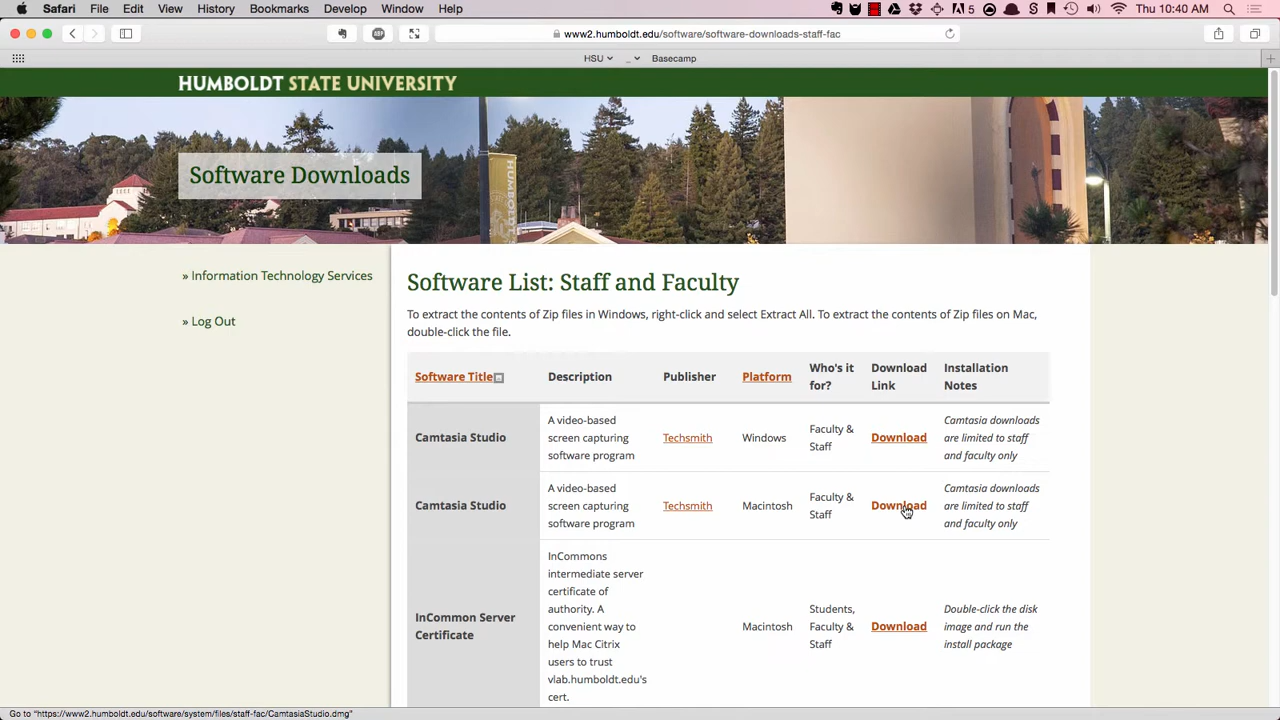 Safari File Edit View History Bookmarks Develop Window Help
5 Thu 10:40 AM
ABP www2.humboldt.edu/software/software-downloads-staff-fac
HSU _ Basecamp
HUMBOLDT STATE UNIVERSITY
HUMBOLDT
Software Downloads
» Information Technology Services
» Log Out
Software List: Staff and Faculty
To extract the contents of Zip files in Windows, right-click and select Extract All. To extract the contents of Zip files on Mac,
double-click the file.
Software Title Description Publisher Platform Who's it for? Download Link Installation Notes
Camtasia Studio A video-based screen capturing software program Techsmith Windows Faculty & Staff Download Camtasia downloads are limited to staff and faculty only
Camtasia Studio A video-based screen capturing software program Techsmith Macintosh Faculty & Staff Download Camtasia downloads are limited to staff and faculty only
InCommon Server Certificate InCommons intermediate server certificate of authority. A convenient way to help Mac Citrix users to trust vlab.humboldt.edu's cert. Macintosh Students, Faculty & Staff Download Double-click the disk image and run the install package
Go to "https://www2.humboldt.edu/software/system/files/staff-fac/CamtasiaStudio.dmg"